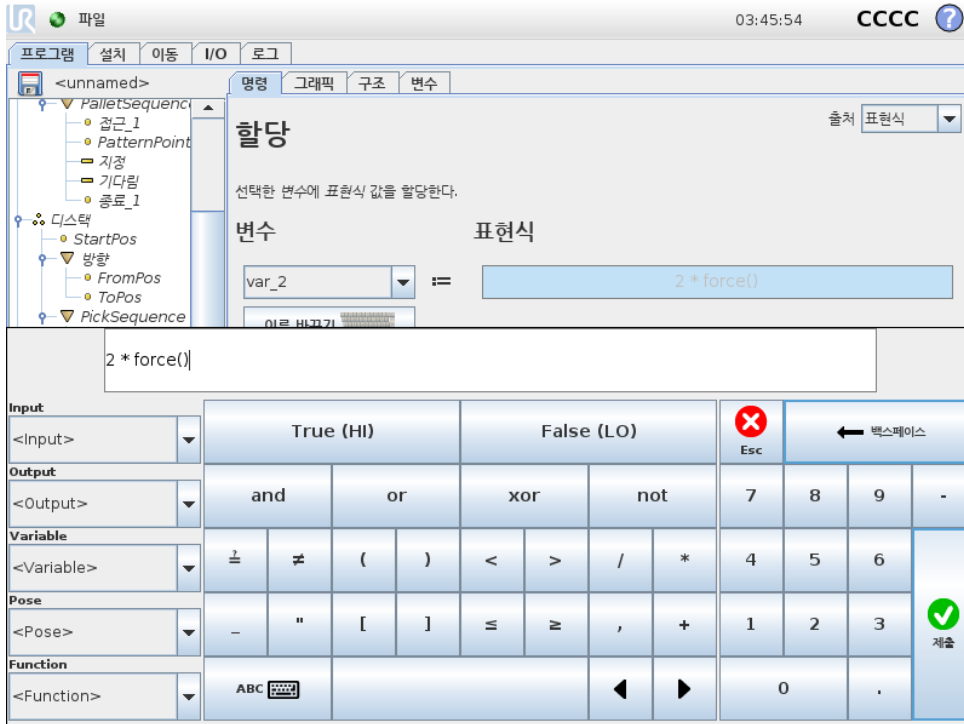 UR 파일 03:45:54 CCCC ?
프로그램 설치 이동 I/O 로그
<unnamed> 명령 그래픽 구조 변수
PalletSequence
접근_1
PatternPoint
지정
기다림
종료_1
디스택
StartPos
방향
FromPos
ToPos
PickSequence
할당
출처 표현식
선택한 변수에 표현식 값을 할당한다.
변수 표현식
var_2 := 2 * force()
이름 바꾸기
2 * force()
Input
<Input> True (HI) False (LO) Esc 백스페이스
Output
<Output> and or xor not 7 8 9 -
Variable
<Variable> ≟ ≠ ( ) < > / * 4 5 6
Pose
<Pose> _ " [ ] ≤ ≥ , + 1 2 3 제출
Function
<Function> ABC 0 .